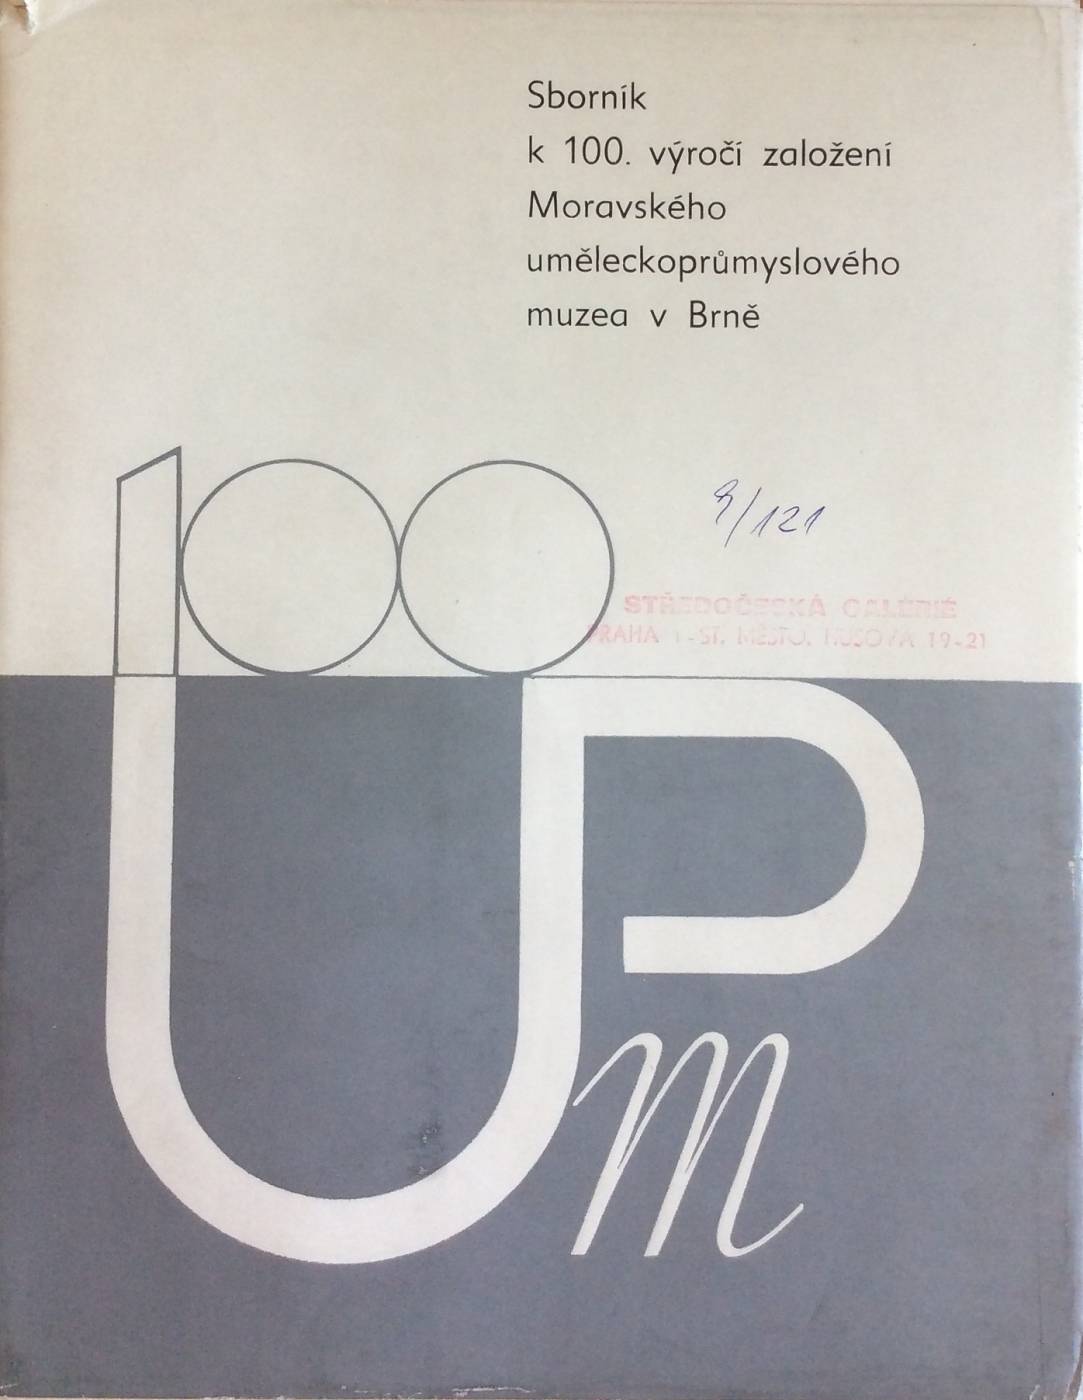 Sborník
k 100. výročí založení
Moravského
uměleckoprůmyslového
muzea v Brně
100
9/121
STŘEDOČESKÁ GALERIE
PRAHA 1 - ST. MĚSTO, HUSOVA 19-21
UP
m